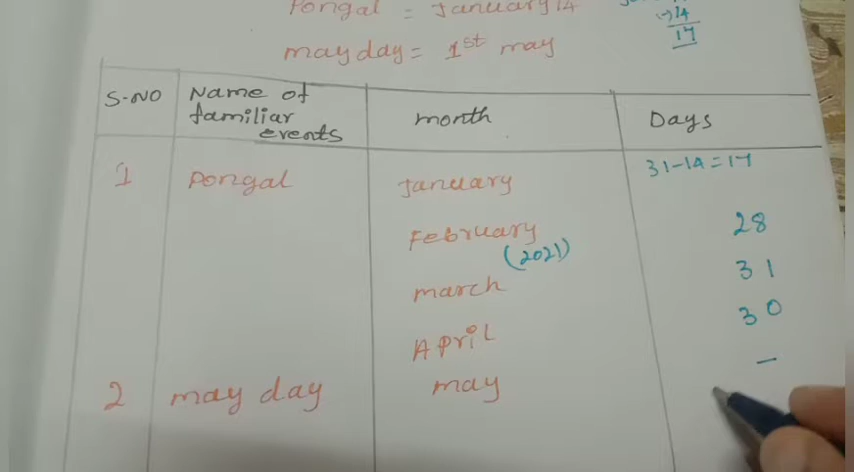 Pongal = January 14
may day = 1st may
(-) 14
17
S.NO
Name of
familiar
events
month
Days
1 Pongal January 31-14=17
February 28
(2021)
march 31
April 30
2 may day may -